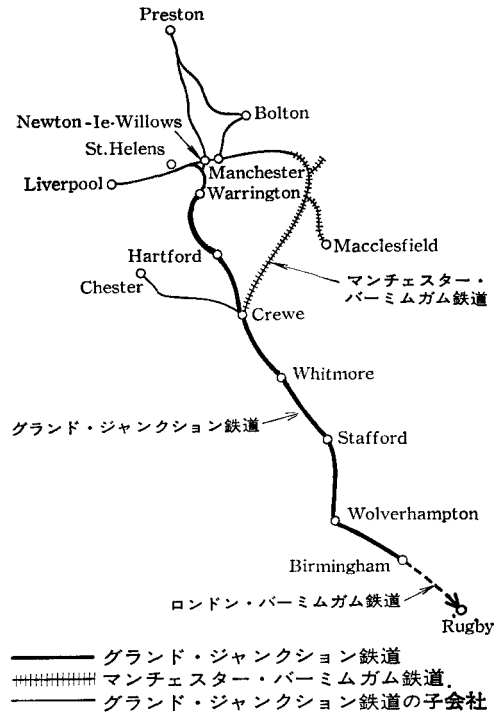 Preston
Bolton
Newton-le-Willows
St.Helens
Manchester
Liverpool
Warrington
Hartford
Macclesfield
Chester
マンチェスター・
バーミムガム鉄道
Crewe
Whitmore
グランド・ジャンクション鉄道
Stafford
Wolverhampton
Birmingham
ロンドン・バーミムガム鉄道
Rugby
グランド・ジャンクション鉄道
マンチェスター・バーミムガム鉄道.
グランド・ジャンクション鉄道の子会社